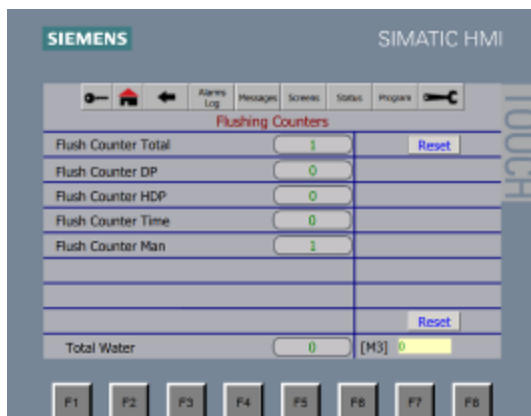 SIEMENS SIMATIC HMI
TOUCH
Alarms Log Messages Screens Status Program
Flushing Counters
Flush Counter Total 1 Reset
Flush Counter DP 0
Flush Counter HDP 0
Flush Counter Time 0
Flush Counter Man 1
Reset
Total Water 0 [M3] 0
F1 F2 F3 F4 F5 F6 F7 F8